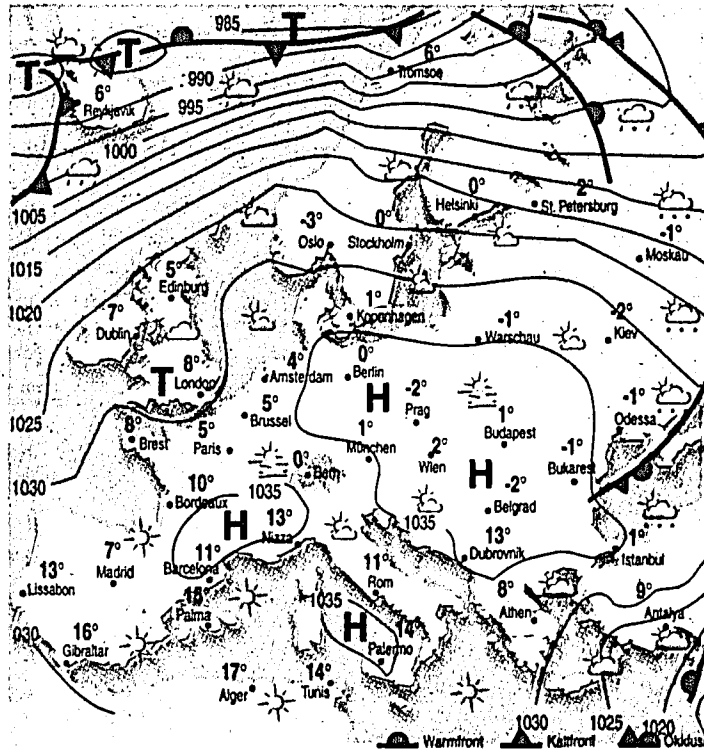 985
T
T
6°
Tromsoe
T
990
6°
Reykjavik
995
1000
0°
Helsinki
2°
St. Petersburg
1005
-3°
Oslo
0°
Stockholm
-1°
Moskau
1015
5°
Edinburg
1020
7°
Dublin
1°
Kopenhagen
-1°
Warschau
-2°
Kiev
8°
London
T
4°
Amsterdam
0°
Berlin
H
-2°
Prag
-1°
Odessa
1025
8°
Brest
5°
Brussel
5°
Paris
1°
München
2°
Wien
1°
Budapest
0°
Bern
H
-1°
Bukarest
1030
10°
Bordeaux
1035
-2°
Belgrad
H
13°
Nizza
1035
13°
Dubrovnik
1°
Istanbul
13°
Lissabon
7°
Madrid
11°
Barcelona
11°
Rom
8°
Athen
9°
Antalya
Palma
1035
H
14°
Palermo
030
16°
Gibraltar
17°
Alger
14°
Tunis
1030
1025
1020
Warmfront
Kaltfront